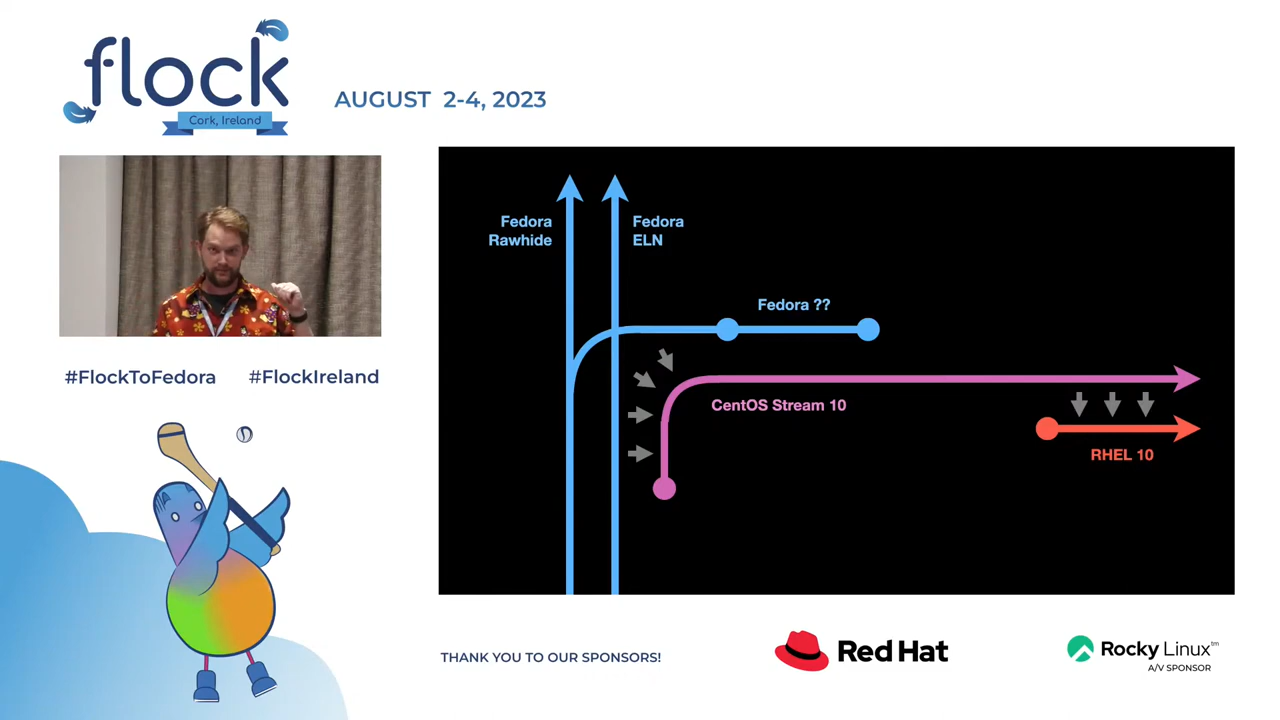 flock
Cork, Ireland
AUGUST 2-4, 2023
#FlockToFedora
#FlockIreland
Fedora
Rawhide
Fedora
ELN
Fedora ??
CentOS Stream 10
RHEL 10
THANK YOU TO OUR SPONSORS!
Red Hat
Rocky Linux™
A/V SPONSOR